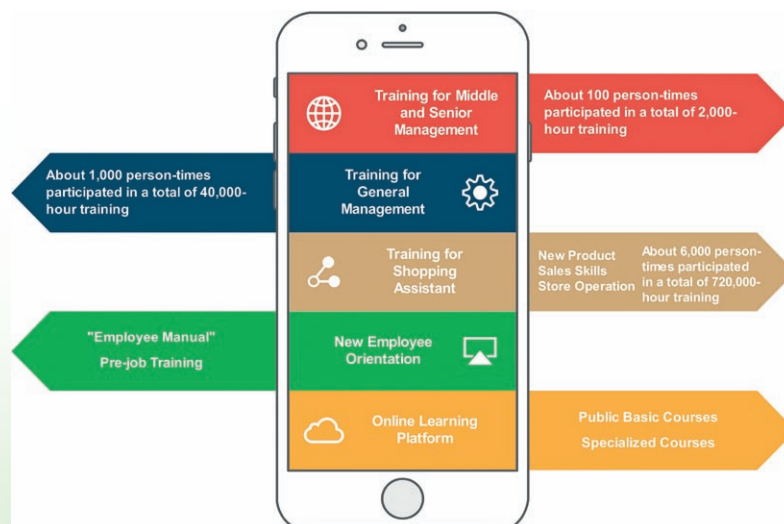 Training for Middle
and Senior
Management
About 100 person-times
participated in a total of 2,000-
hour training
About 1,000 person-times
participated in a total of 40,000-
hour training
Training for
General
Management
Training for
Shopping
Assistant
New Product
Sales Skills
Store Operation
About 6,000 person-
times participated
in a total of 720,000-
hour training
"Employee Manual"
Pre-job Training
New Employee
Orientation
Online Learning
Platform
Public Basic Courses
Specialized Courses